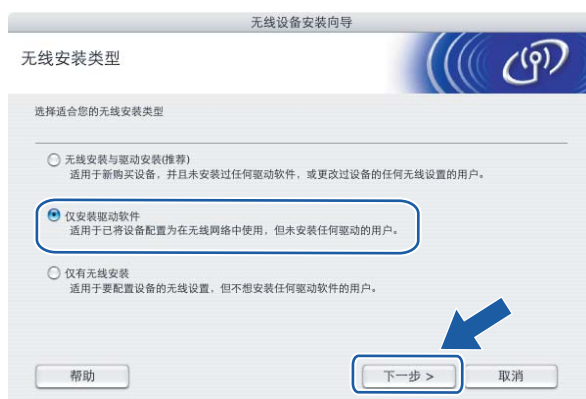 无线设备安装向导
无线安装类型
选择适合您的无线安装类型
无线安装与驱动安装(推荐)
适用于新购买设备，并且未安装过任何驱动软件，或更改过设备的任何无线设置的用户。
仅安装驱动软件
适用于已将设备配置为在无线网络中使用，但未安装任何驱动的用户。
仅有无线安装
适用于要配置设备的无线设置，但不想安装任何驱动软件的用户。
帮助
下一步 >
取消